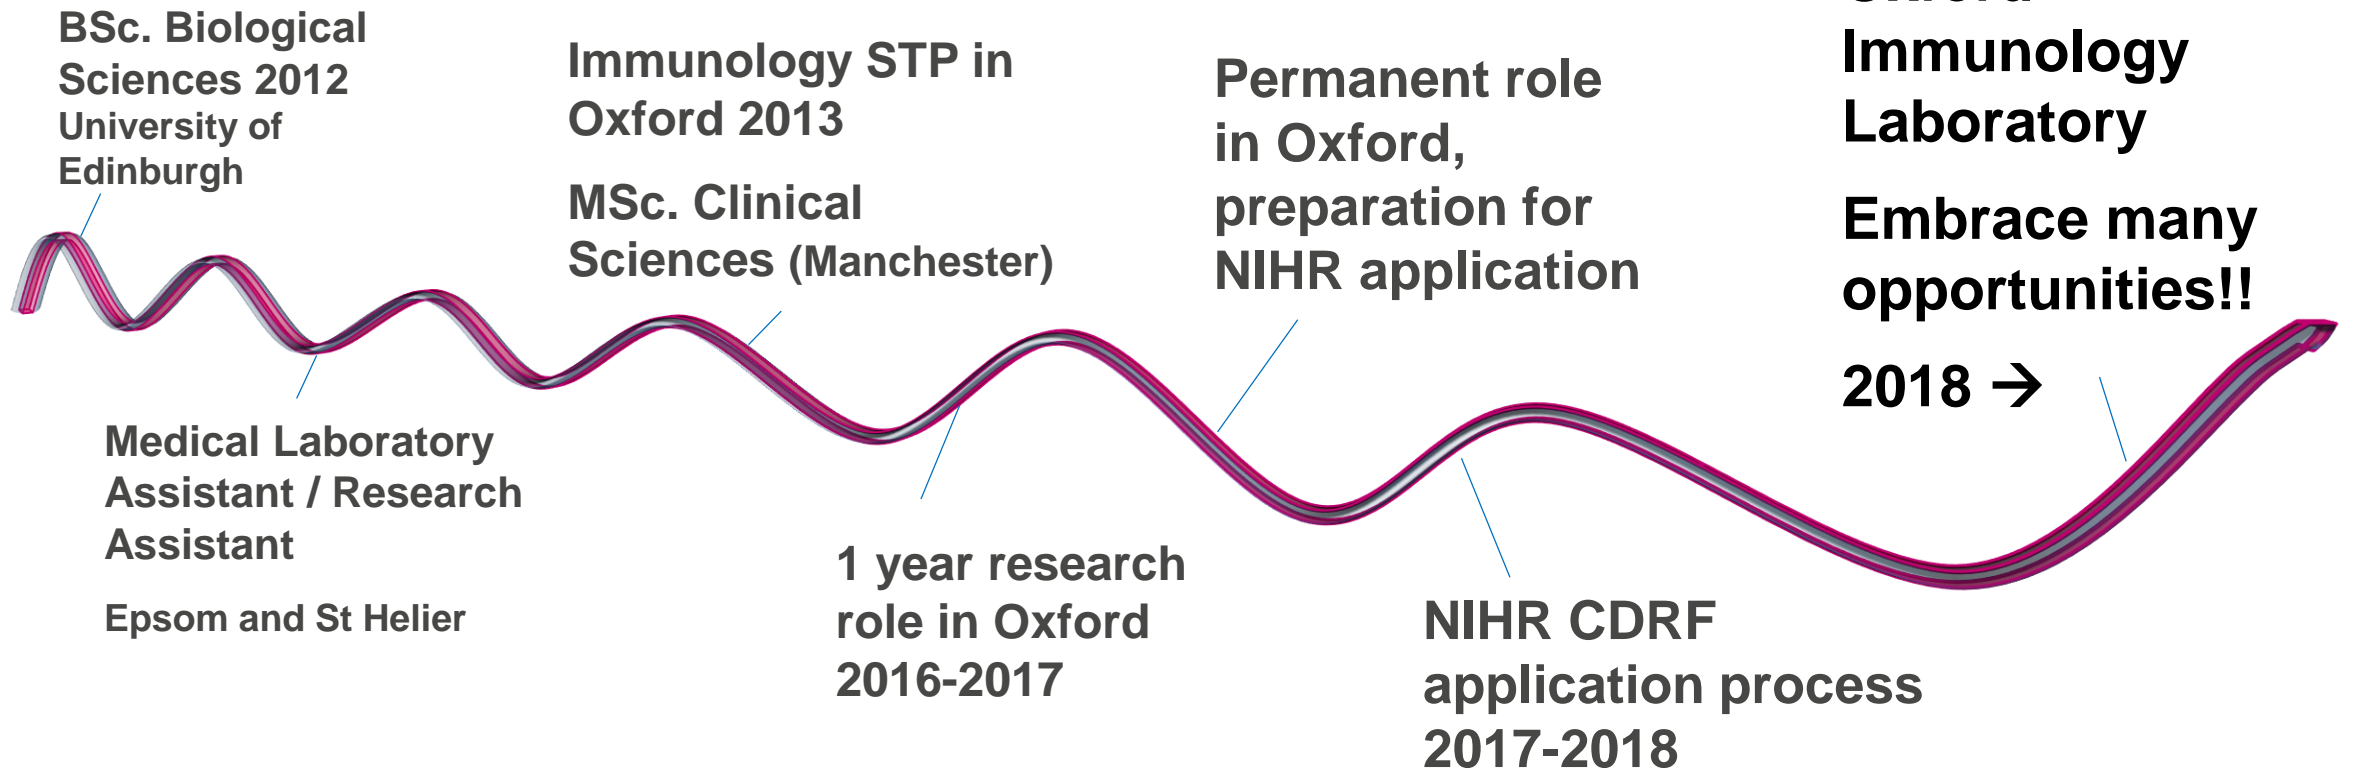 BSc. Biological
Sciences 2012
University of
Edinburgh
Medical Laboratory
Assistant / Research
Assistant
Epsom and St Helier
Immunology STP in
Oxford 2013
MSc. Clinical
Sciences (Manchester)
1 year research
role in Oxford
2016-2017
Permanent role
in Oxford,
preparation for
NIHR application
NIHR CDRF
application process
2017-2018
Immunology
Laboratory
Embrace many
opportunities!!
2018 →